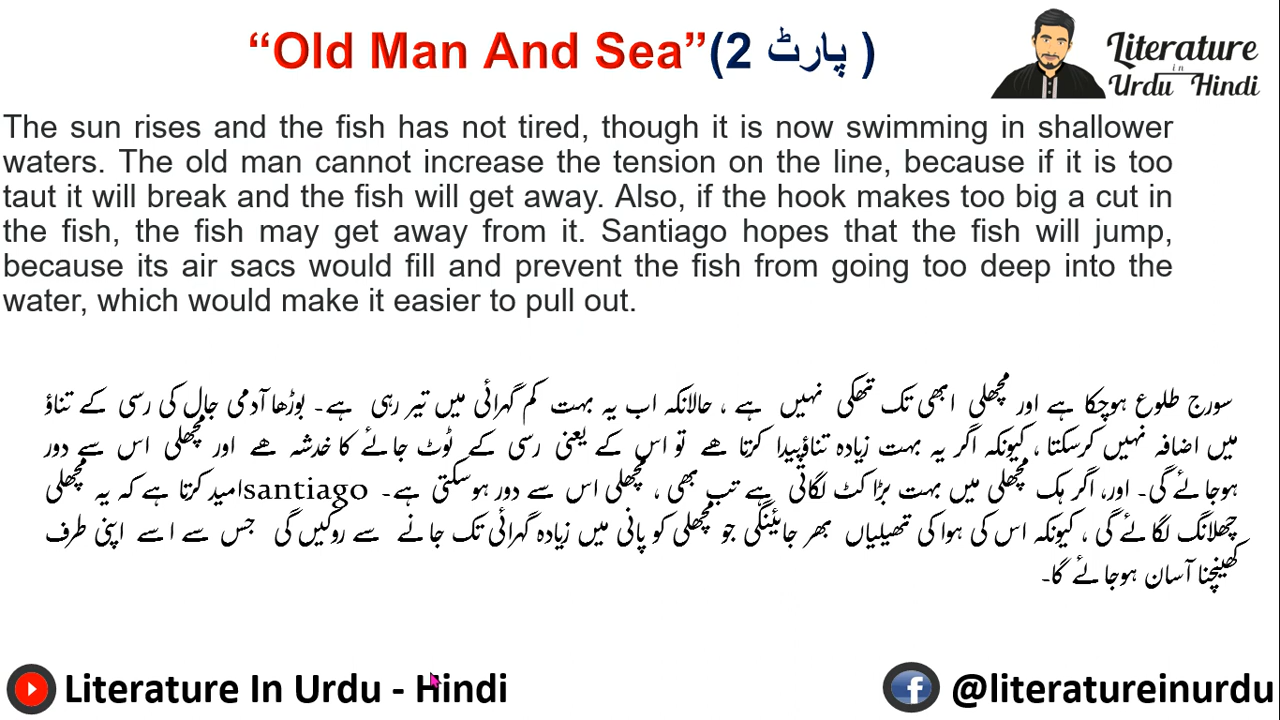 “Old Man And Sea”(پارٹ 2 )
Literature
in
Urdu Hindi
The sun rises and the fish has not tired, though it is now swimming in shallower
waters. The old man cannot increase the tension on the line, because if it is too
taut it will break and the fish will get away. Also, if the hook makes too big a cut in
the fish, the fish may get away from it. Santiago hopes that the fish will jump,
because its air sacs would fill and prevent the fish from going too deep into the
water, which would make it easier to pull out.
سورج طلوع ہوچکا ہے اور مچھلی ابھی تک تھکی نہیں ہے ، حالانکہ اب یہ بہت کم گہرائی میں تیر رہی ہے۔ بوڑھا آدمی جال کی رسی کے تناؤ
میں اضافہ نہیں کرسکتا ، کیونکہ اگر یہ بہت زیادہ تناؤپیدا کرتا ھے تو اس کے یعنی رسی کے ٹوٹ جائے کا خدرشہ ھے اور مچھلی اس سے دور
ہوجائے گی۔ اور، اگر ہک مچھلی میں بہت بڑا کٹ لگاتی ہے تب بھی ، مچھلی اس سے دور ہوسکتی ہے۔ santiagoامید کرتا ہے کہ یہ مچھلی
چھلانگ لگائے گی ، کیونکہ اس کی ہوا کی تھیلیاں بھر جایئنگی جو مچھلی کو پانی میں زیادہ گہرائی تک جانے سے روکیں گی جس سے اسے اپنی طرف
کھینچنا آسان ہوجائے گا۔
Literature In Urdu - Hindi
@literatureinurdu